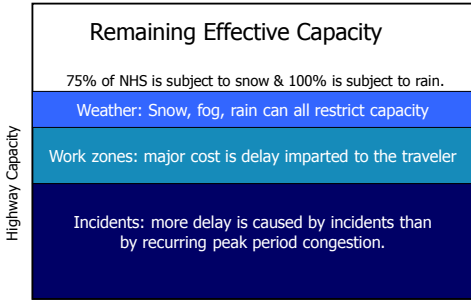 Remaining Effective Capacity
75% of NHS is subject to snow & 100% is subject to rain.
Weather: Snow, fog, rain can all restrict capacity
Work zones: major cost is delay imparted to the traveler
Incidents: more delay is caused by incidents than
by recurring peak period congestion.
Highway Capacity